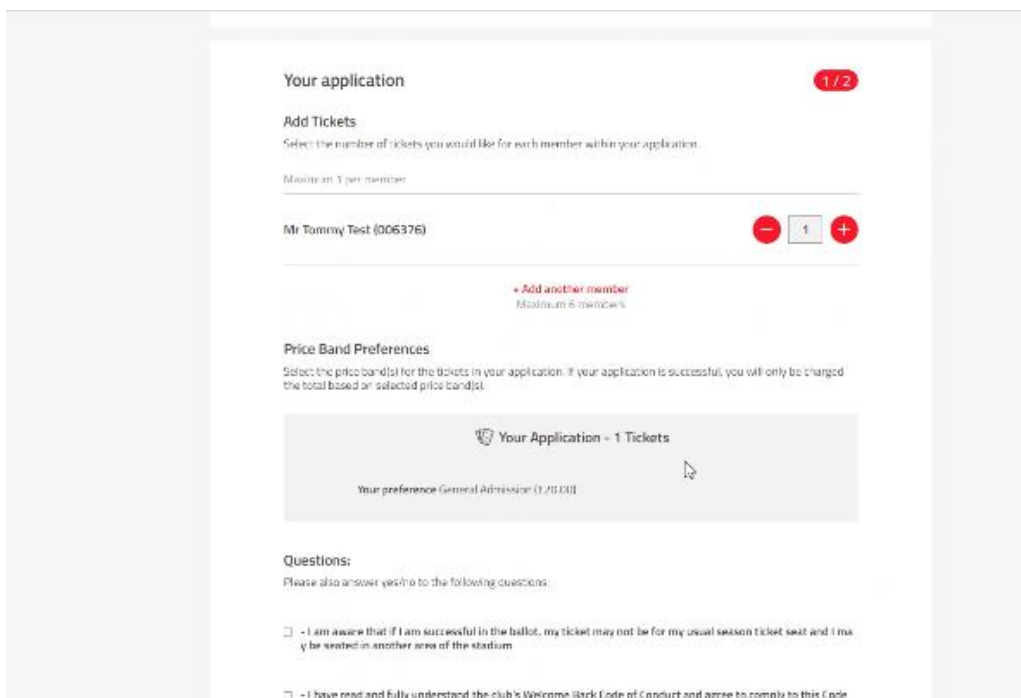 Your application
1 / 2
Add Tickets
Select the number of tickets you would like for each member within your application.
Maximum 1 per member
Mr Tommy Test (006376)
1
+ Add another member
Maximum 6 members
Price Band Preferences
Select the price band(s) for the tickets in your application. If your application is successful, you will only be charged
the total based on selected price band(s).
Your Application - 1 Tickets
Your preference General Admission (£20.00)
Questions:
Please also answer yes/no to the following questions:
- I am aware that if I am successful in the ballot, my ticket may not be for my usual season ticket seat and I ma
y be seated in another area of the stadium
- I have read and fully understand the club's Welcome Back Code of Conduct and agree to comply to this Code